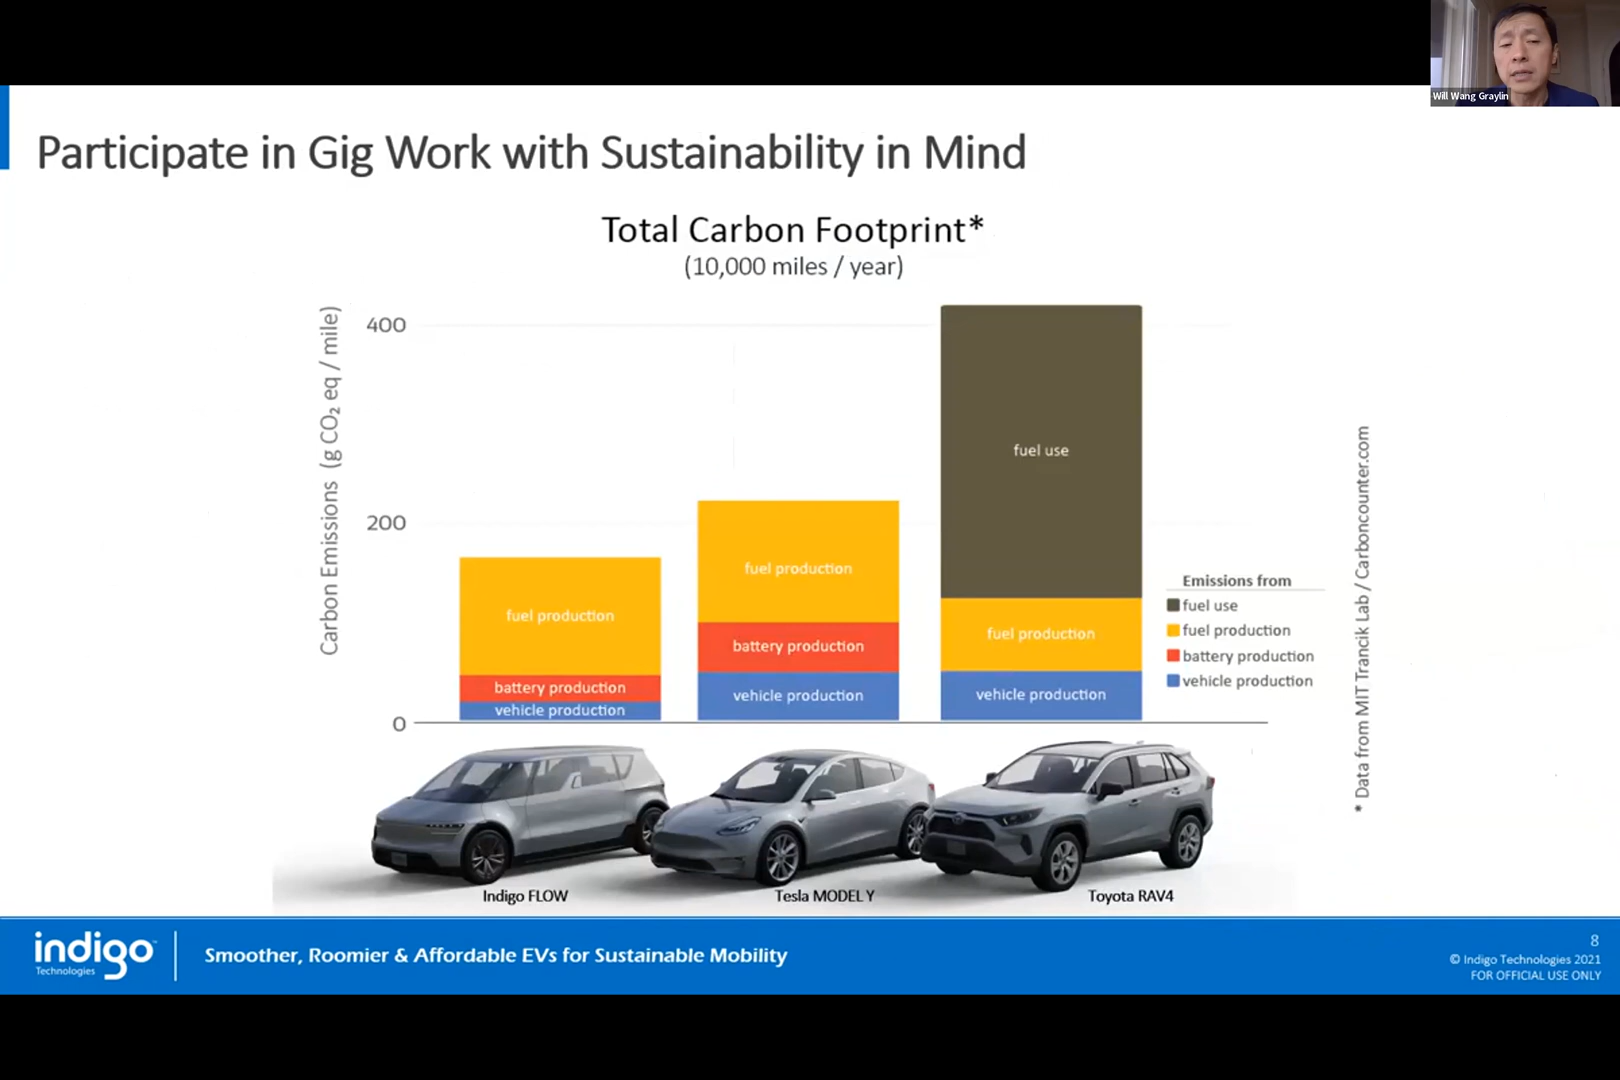 Will Wang Graylin
Participate in Gig Work with Sustainability in Mind
Total Carbon Footprint*
(10,000 miles / year)
Carbon Emissions (g CO₂ eq / mile)
400
200
0
fuel production
battery production
vehicle production
fuel production
battery production
vehicle production
fuel use
fuel production
vehicle production
Emissions from
fuel use
fuel production
battery production
vehicle production
* Data from MIT Trancik Lab / Carboncounter.com
Indigo FLOW
Tesla MODEL Y
Toyota RAV4
indigo
Technologies
Smoother, Roomier & Affordable EVs for Sustainable Mobility
8
© Indigo Technologies 2021
FOR OFFICIAL USE ONLY